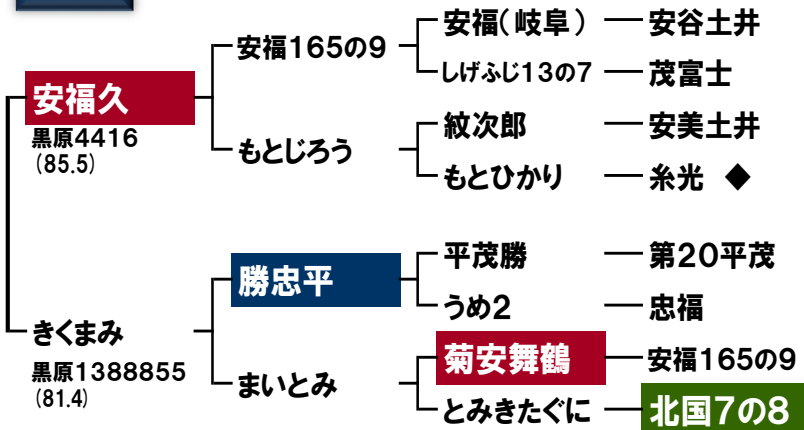 安福久
黒原4416
(85.5)
安福165の9
安福(岐阜)
安谷土井
しげふじ13の7
茂富士
もとじろう
紋次郎
安美土井
もとひかり
糸光 ◆
きくまみ
黒原1388855
(81.4)
勝忠平
平茂勝
第20平茂
うめ2
忠福
まいとみ
菊安舞鶴
安福165の9
とみきたぐに
北国7の8